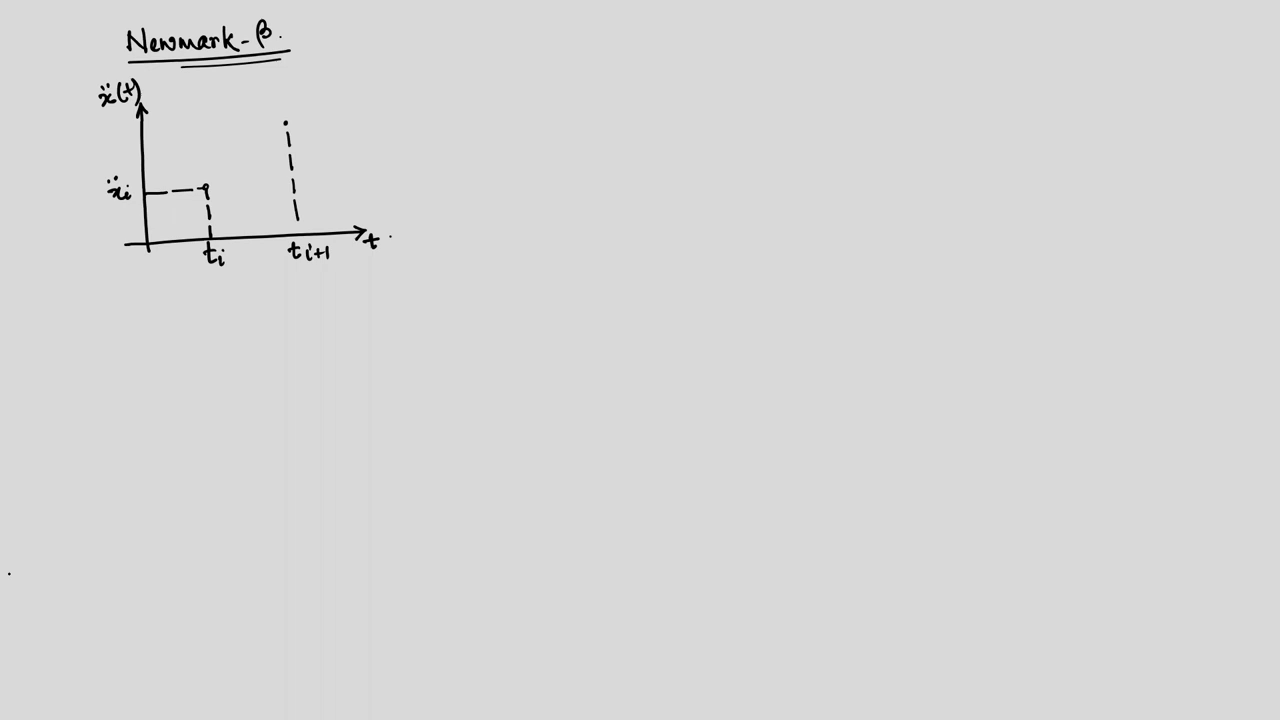 Newmark-β.
ẍ(t)
ẍi
ti
ti+1
t